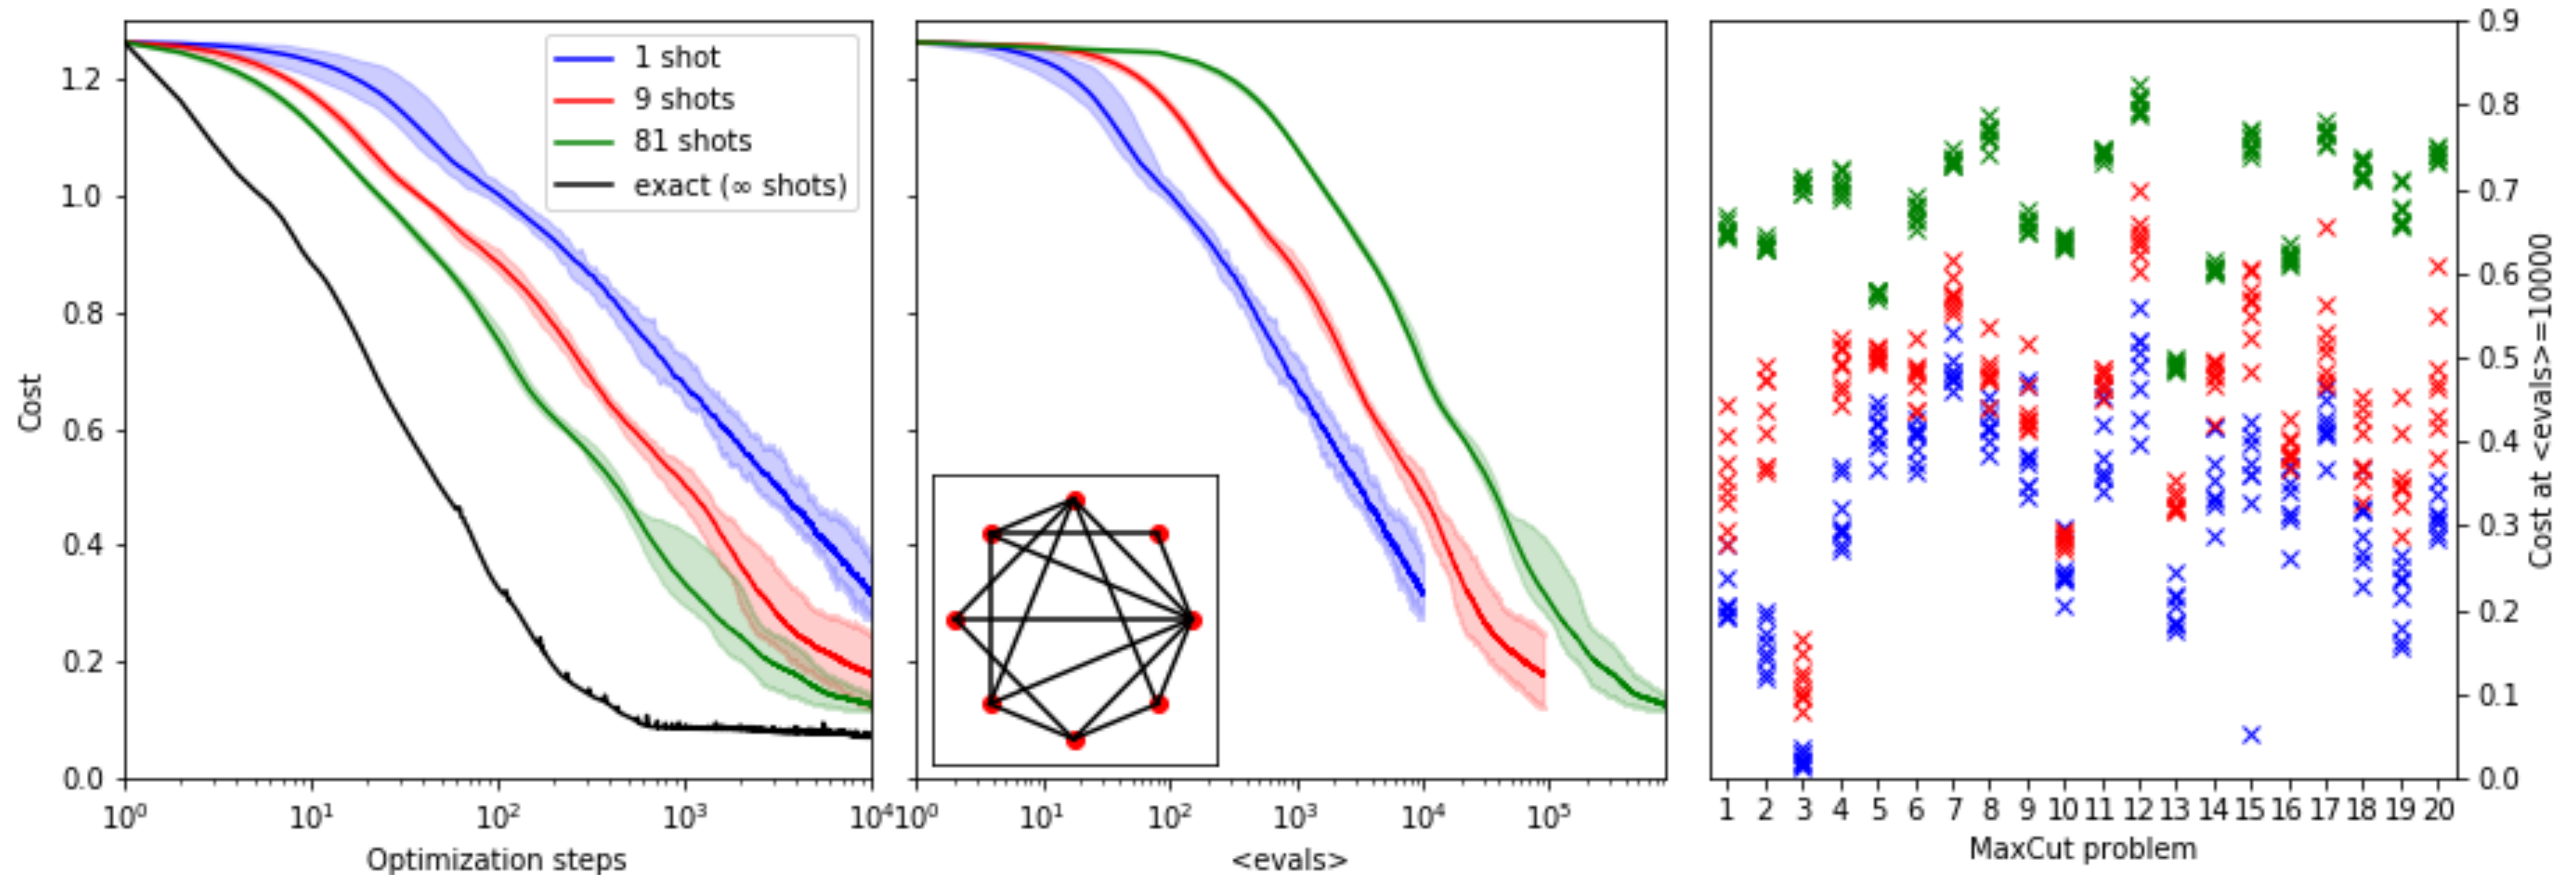 1 shot
9 shots
81 shots
exact (∞ shots)
Cost
1.2
1.0
0.8
0.6
0.4
0.2
0.0
10⁰ 10¹ 10² 10³ 10⁴
Optimization steps
10⁰ 10¹ 10² 10³ 10⁴ 10⁵
<evals>
0.9
0.8
0.7
0.6
0.5
0.4
0.3
0.2
0.1
0.0
Cost at <evals>=10000
1 2 3 4 5 6 7 8 9 10 11 12 13 14 15 16 17 18 19 20
MaxCut problem